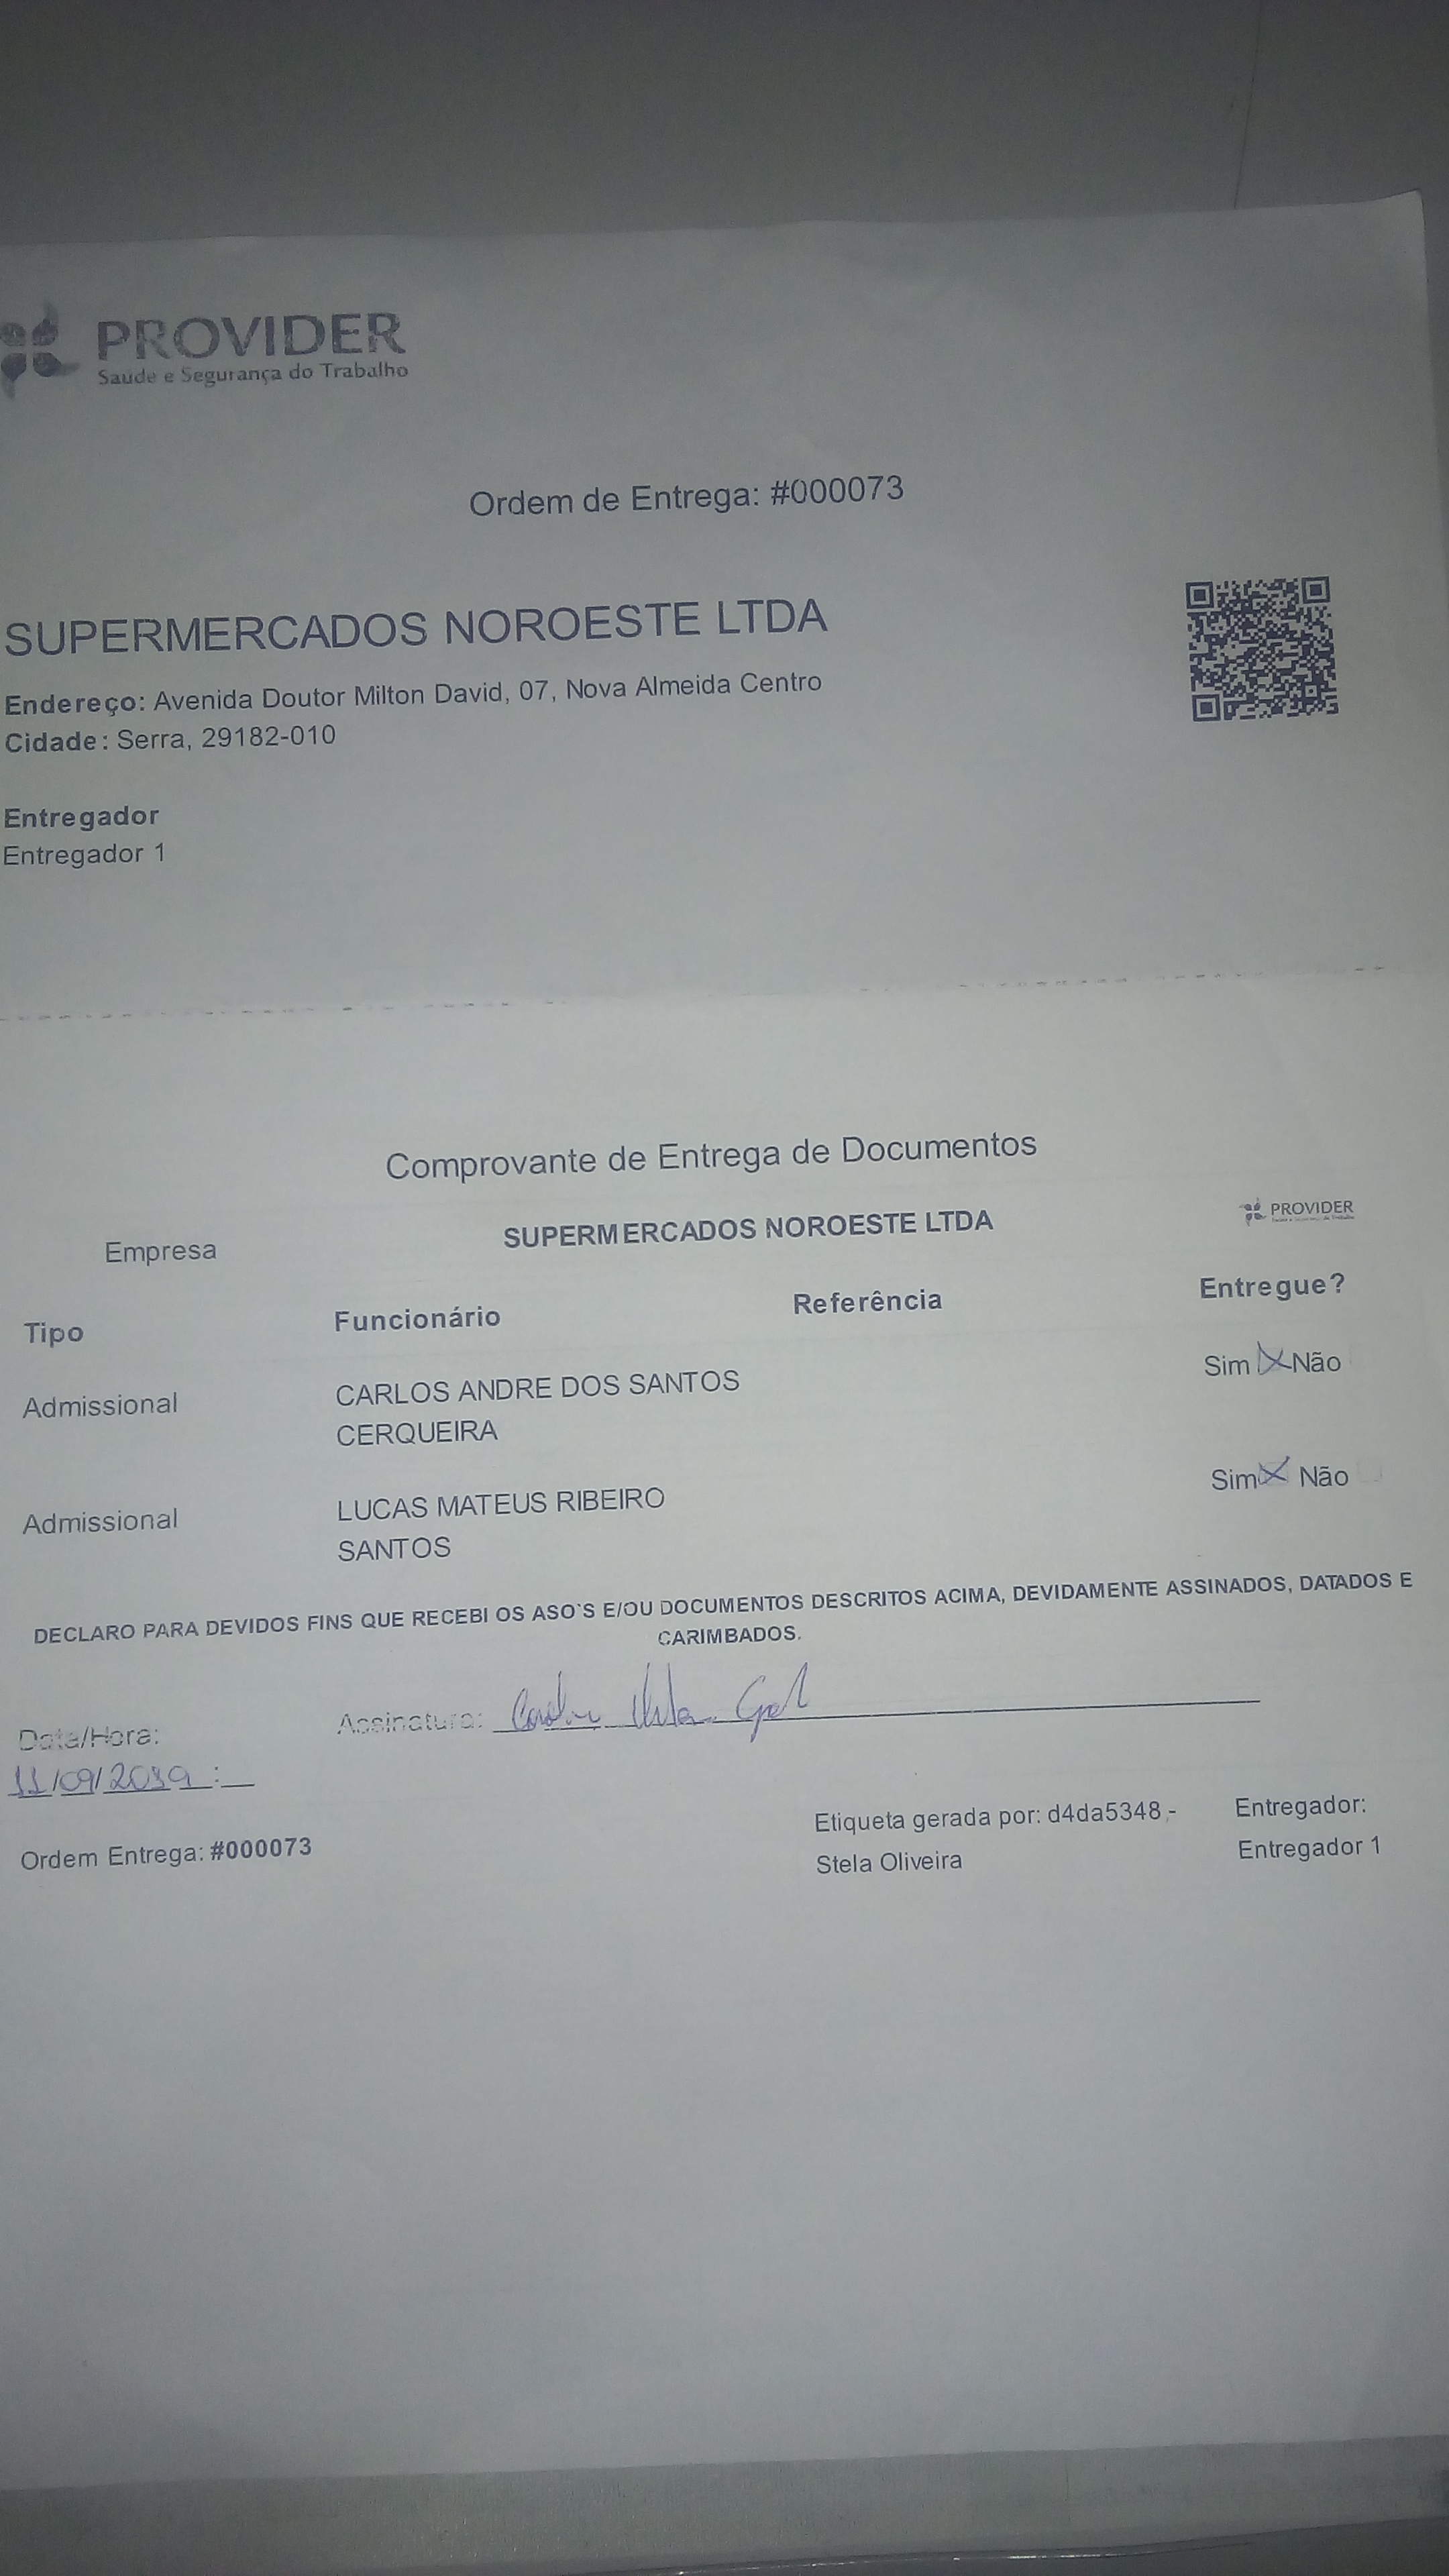 PROVIDER
Saúde e Segurança do Trabalho
Ordem de Entrega: #000073
SUPERMERCADOS NOROESTE LTDA
Endereço: Avenida Doutor Milton David, 07, Nova Almeida Centro
Cidade: Serra, 29182-010
Entregador
Entregador 1
Comprovante de Entrega de Documentos
Empresa SUPERMERCADOS NOROESTE LTDA PROVIDER
Tipo Funcionário Referência Entregue?
Admissional CARLOS ANDRE DOS SANTOS Sim Não
CERQUEIRA
Admissional LUCAS MATEUS RIBEIRO Sim Não
SANTOS
DECLARO PARA DEVIDOS FINS QUE RECEBI OS ASO`S E/OU DOCUMENTOS DESCRITOS ACIMA, DEVIDAMENTE ASSINADOS, DATADOS E
CARIMBADOS.
Data/Hora: Assinatura:
11/09/2019 :
Ordem Entrega: #000073
Etiqueta gerada por: d4da5348 -
Stela Oliveira
Entregador:
Entregador 1